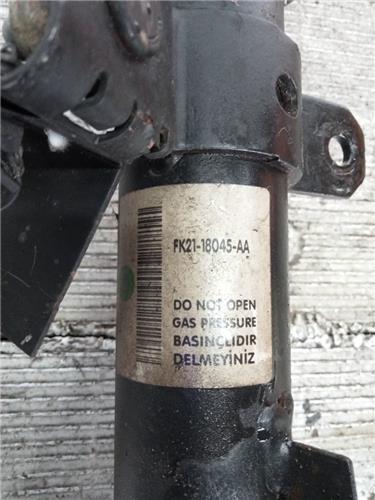 FK21-18045-AA
DO NOT OPEN
GAS PRESSURE
BASINÇLIDIR
DELMEYİNİZ